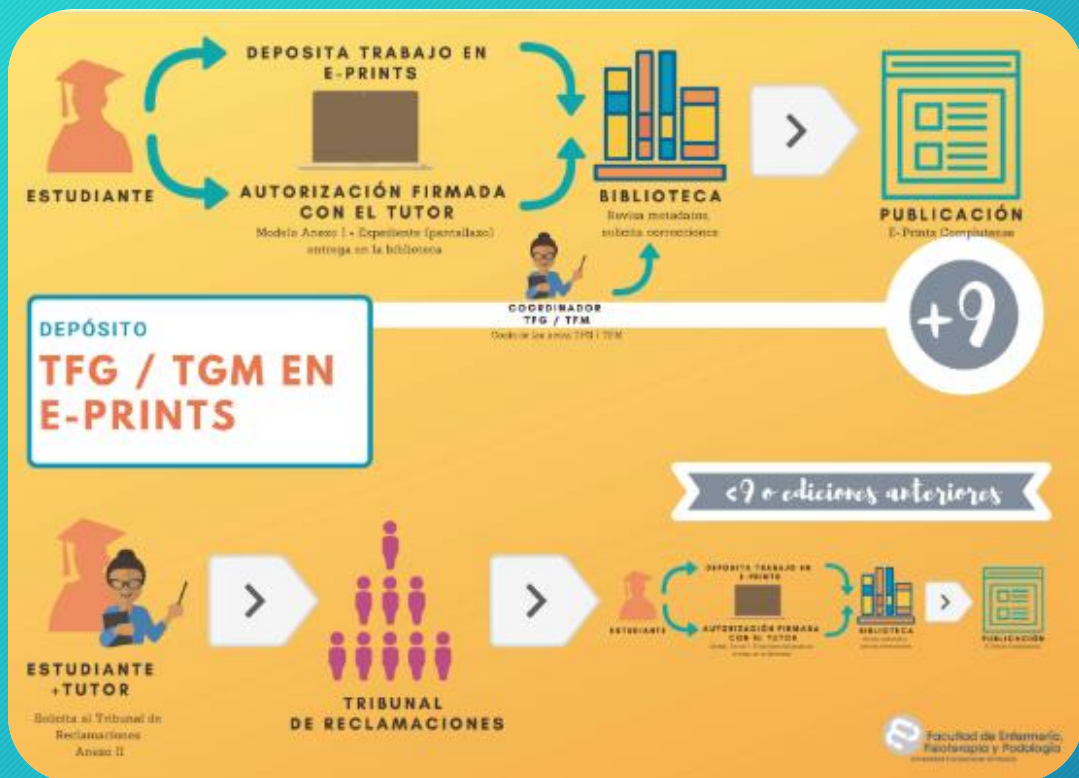 DEPOSITA TRABAJO EN
E-PRINTS
ESTUDIANTE
AUTORIZACIÓN FIRMADA
CON EL TUTOR
Modelo Anexo I + Expediente (pantallazo)
entrega en la biblioteca
BIBLIOTECA
Revisa metadatos,
solicita correcciones
PUBLICACIÓN
E-Prints Complutense
COORDINADOR
TFG / TFM
+9
DEPÓSITO
TFG / TGM EN
E-PRINTS
<9 o ediciones anteriores
ESTUDIANTE
+TUTOR
Solicita al Tribunal de
Reclamaciones
Anexo II
TRIBUNAL
DE RECLAMACIONES
ESTUDIANTE
DEPOSITA TRABAJO EN
E-PRINTS
AUTORIZACIÓN FIRMADA
CON EL TUTOR
BIBLIOTECA
PUBLICACIÓN
Facultad de Enfermería,
Fisioterapia y Podología